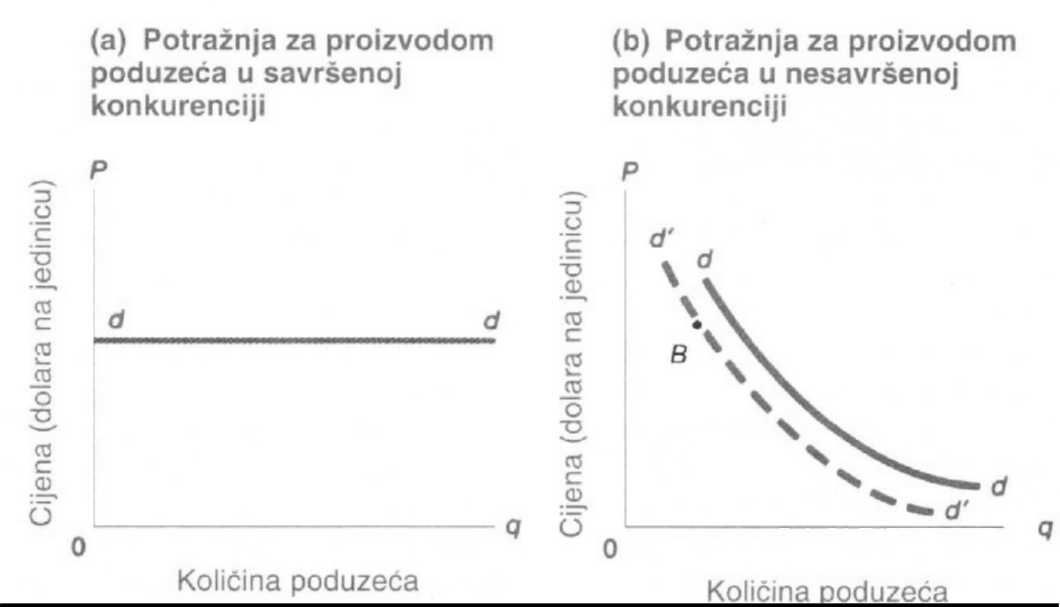 (a) Potražnja za proizvodom
poduzeća u savršenoj
konkurenciji
P
Cijena (dolara na jedinicu)
d
d
0
q
Količina poduzeća
(b) Potražnja za proizvodom
poduzeća u nesavršenoj
konkurenciji
P
Cijena (dolara na jedinicu)
d'
d
B
d
d'
0
q
Količina poduzeća